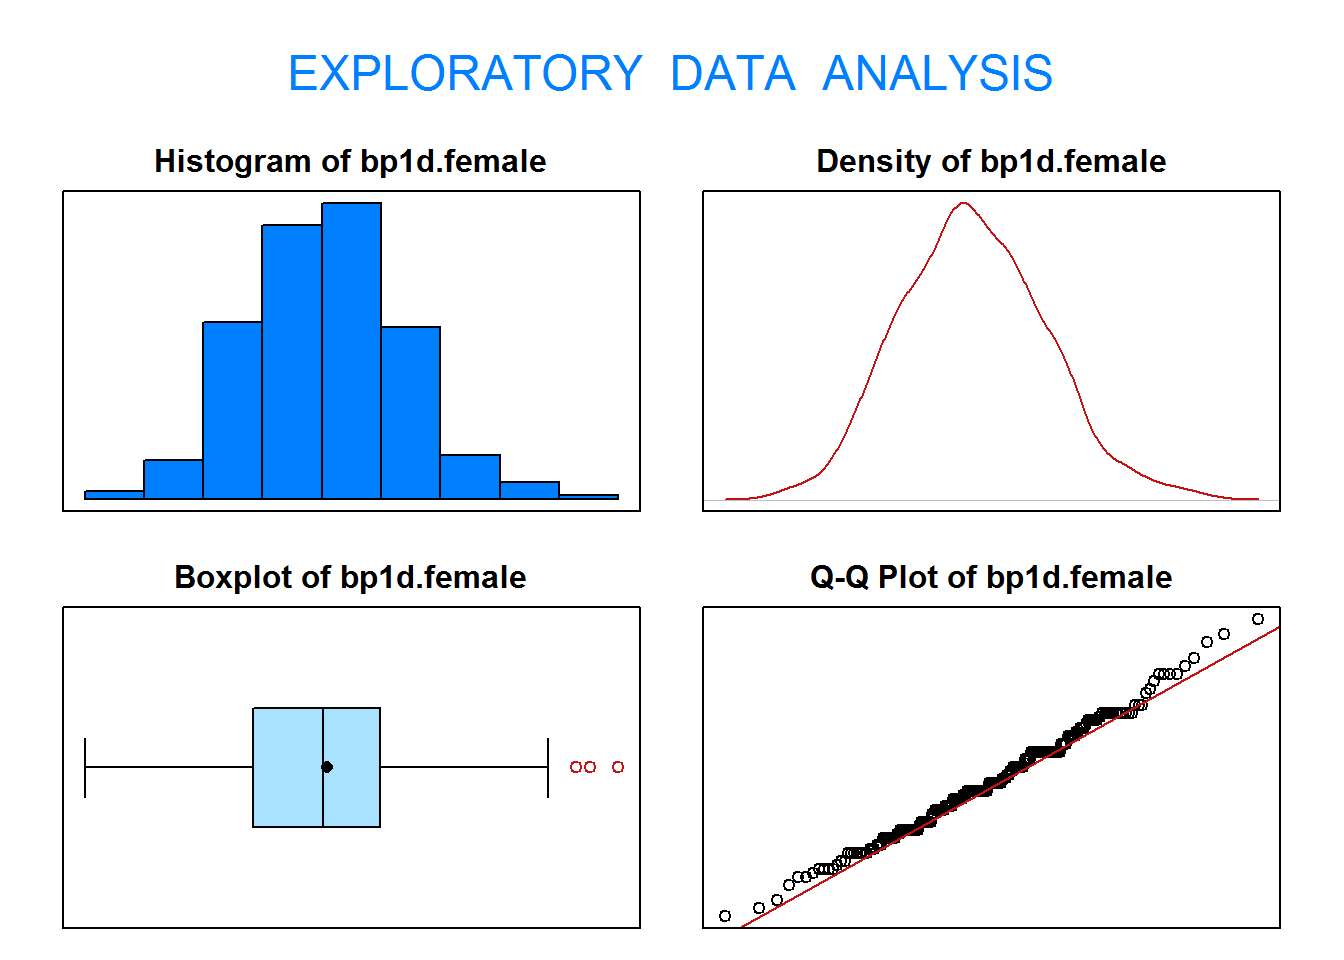 EXPLORATORY DATA ANALYSIS
Histogram of bp1d.female
Density of bp1d.female
Boxplot of bp1d.female
Q-Q Plot of bp1d.female